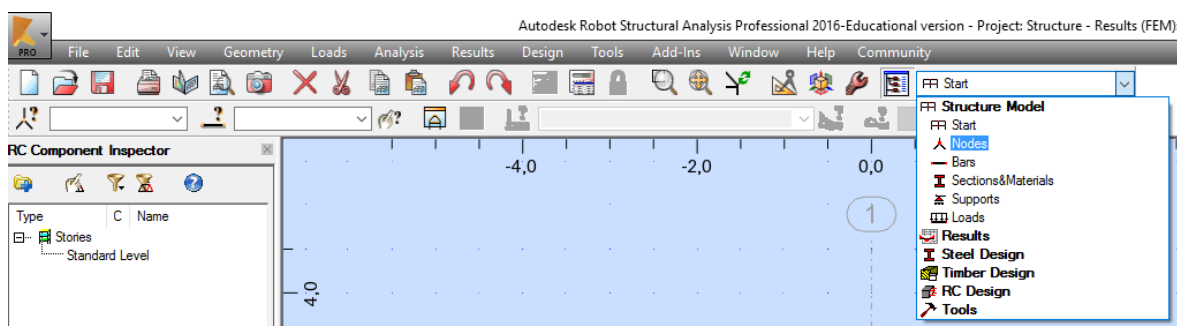 Autodesk Robot Structural Analysis Professional 2016-Educational version - Project: Structure - Results (FEM)
PRO File Edit View Geometry Loads Analysis Results Design Tools Add-Ins Window Help Community
Start
Structure Model
Start
RC Component Inspector
Nodes
-4,0 -2,0 0,0
Bars
Sections&Materials
Type C Name
Supports
1
Loads
Stories
Results
Standard Level
Steel Design
Timber Design
4,0
RC Design
Tools